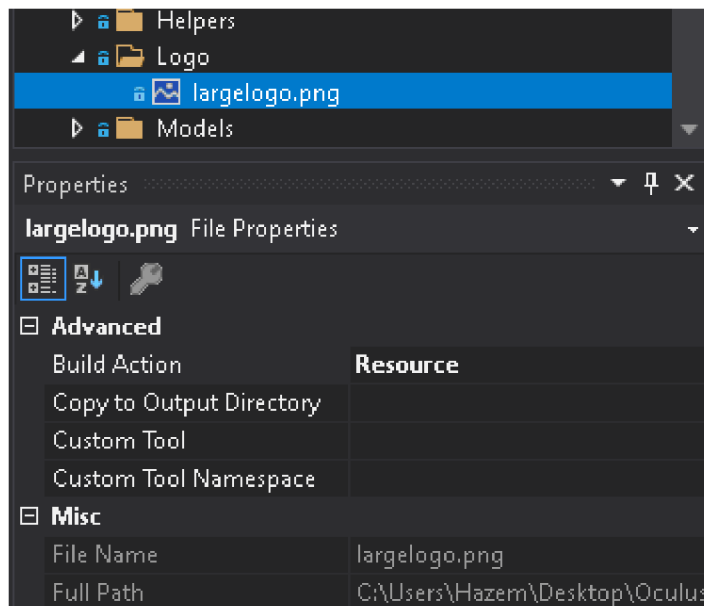 Helpers
Logo
largelogo.png
Models
Properties
largelogo.png File Properties
Advanced
Build Action Resource
Copy to Output Directory
Custom Tool
Custom Tool Namespace
Misc
File Name largelogo.png
Full Path C:\Users\Hazem\Desktop\Oculus